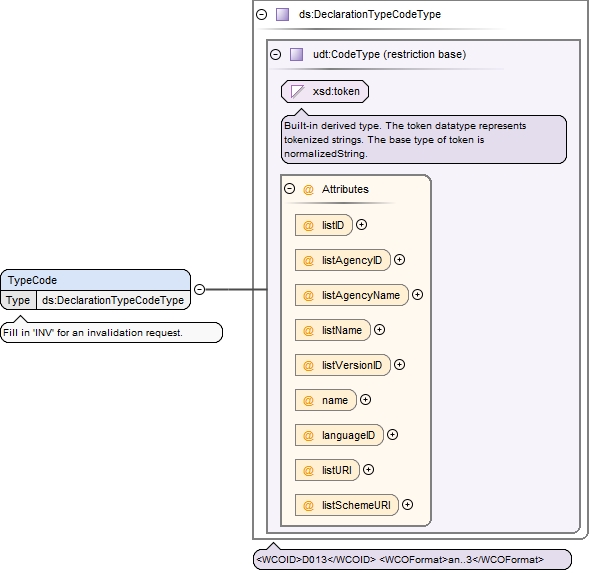 ds:DeclarationTypeCodeType
udt:CodeType (restriction base)
xsd:token
Built-in derived type. The token datatype represents
tokenized strings. The base type of token is
normalizedString.
@ Attributes
@ listID
@ listAgencyID
@ listAgencyName
@ listName
@ listVersionID
@ name
@ languageID
@ listURI
@ listSchemeURI
TypeCode
Type ds:DeclarationTypeCodeType
Fill in 'INV' for an invalidation request.
<WCOID>D013</WCOID> <WCOFormat>an..3</WCOFormat>